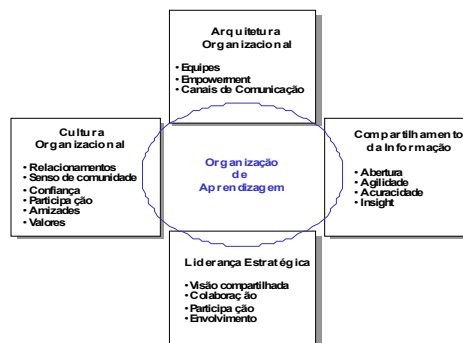 Arquitetura
Organizacional
• Equipes
• Empowerment
• Canais de Comunicação
Cultura
Organizacional
• Relacionamentos
• Senso de comunidade
• Confiança
• Participação
• Amizades
• Valores
Organização
de
Aprendizagem
Compartilhamento
da Informação
• Abertura
• Agilidade
• Acuracidade
• Insight
Liderança Estratégica
• Visão compartilhada
• Colaboração
• Participação
• Envolvimento